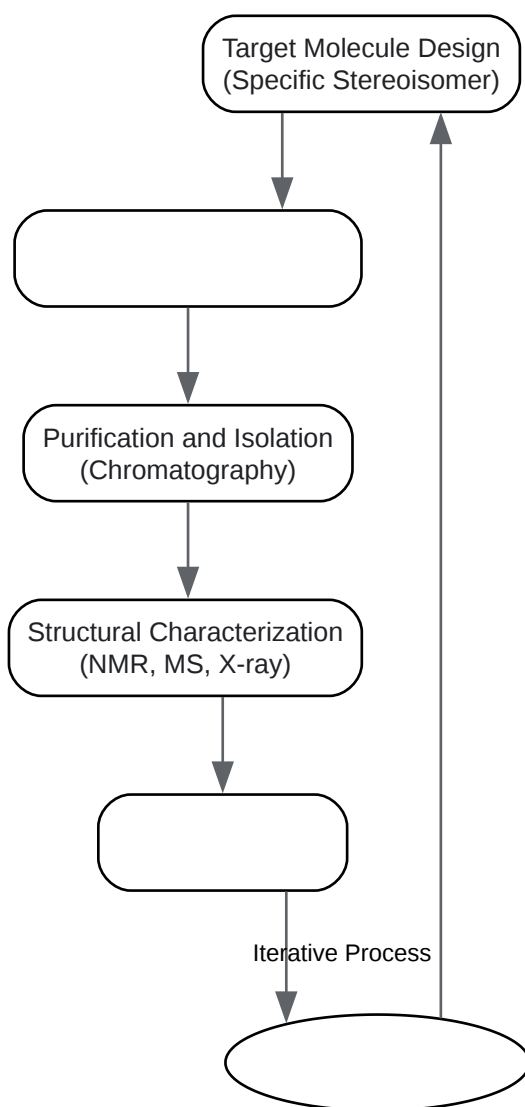 Target Molecule Design
(Specific Stereoisomer)
Purification and Isolation
(Chromatography)
Structural Characterization
(NMR, MS, X-ray)
Iterative Process